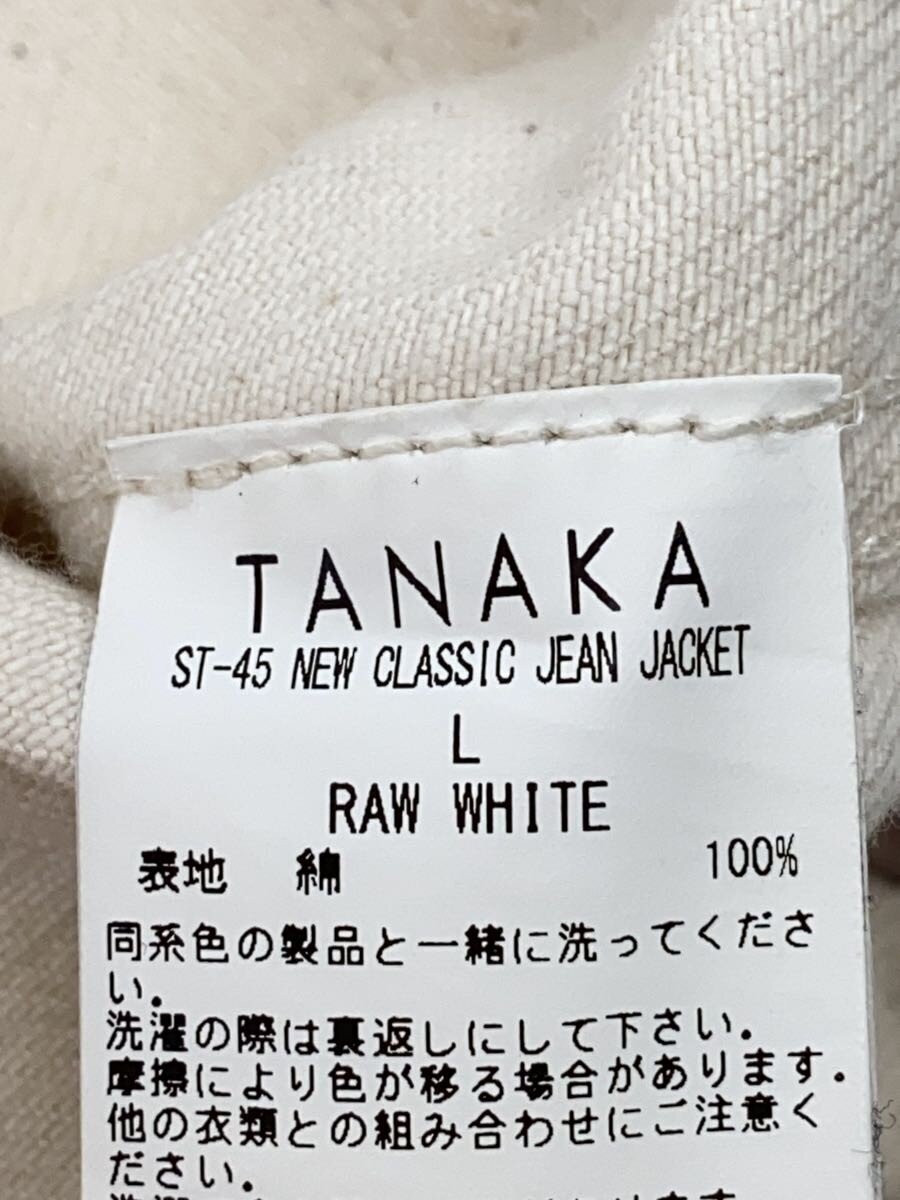 TANAKA
ST-45 NEW CLASSIC JEAN JACKET
L
RAW WHITE
表地 綿 100%
同系色の製品と一緒に洗ってくださ
い.
洗濯の際は裏返しにして下さい.
摩擦により色が移る場合があります.
他の衣類との組み合わせにご注意く
ださい.